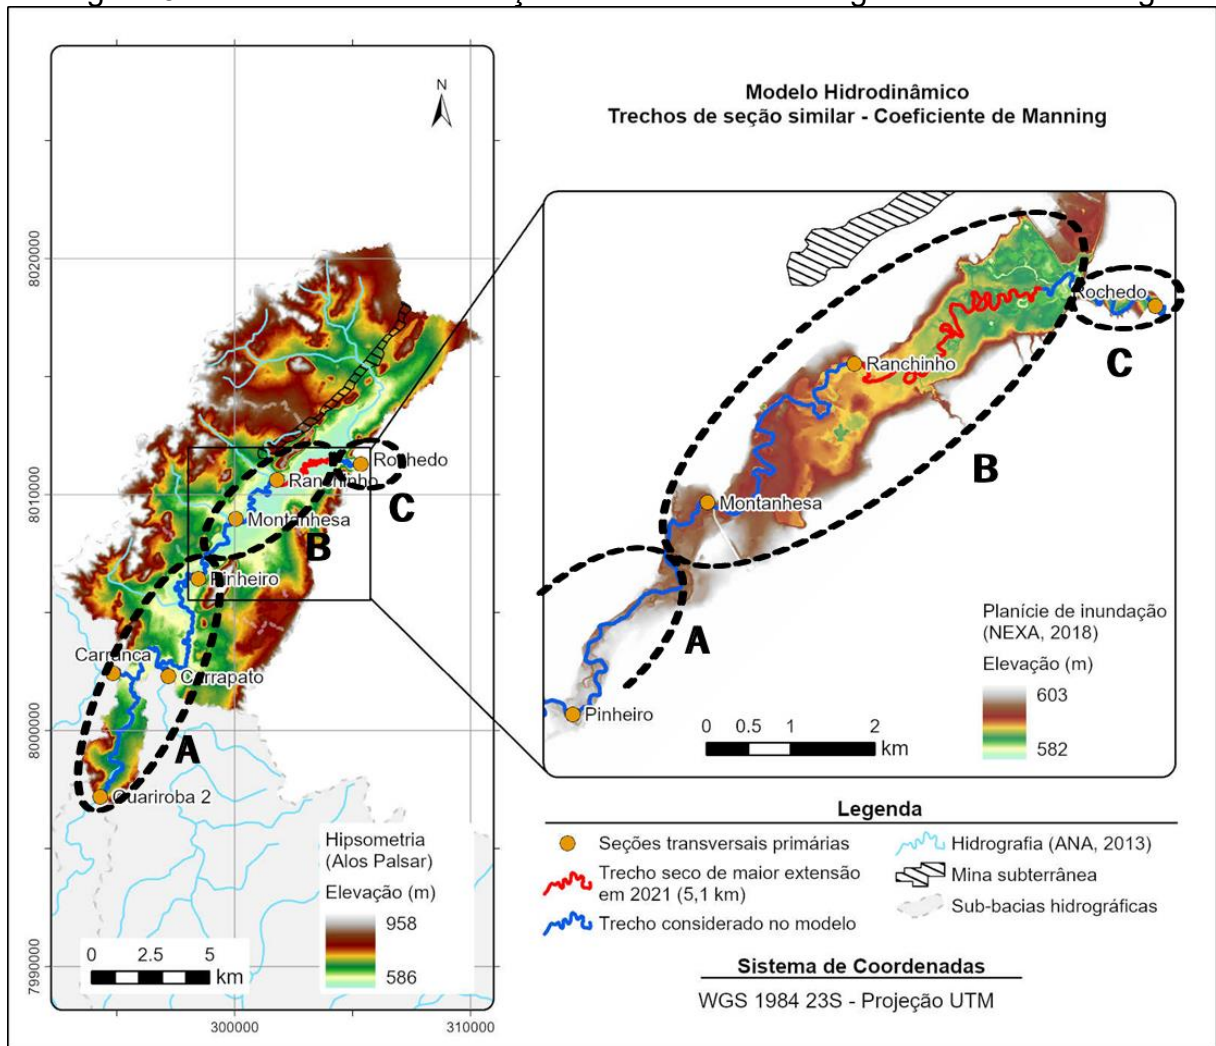 N
Modelo Hidrodinâmico
Trechos de seção similar - Coeficiente de Manning
8020000
8010000
8000000
7990000
300000
310000
Rochedo
Ranchinho
C
Montanhesa
B
Pinheiro
Carranca
Carrapato
A
Guariroba 2
Hipsometria
(Alos Palsar)
Elevação (m)
958
586
0 2.5 5
km
Rochedo
C
Ranchinho
B
Montanhesa
A
Pinheiro
Planície de inundação
(NEXA, 2018)
Elevação (m)
603
582
0 0.5 1 2
km
Legenda
Seções transversais primárias
Trecho seco de maior extensão
em 2021 (5,1 km)
Trecho considerado no modelo
Hidrografia (ANA, 2013)
Mina subterrânea
Sub-bacias hidrográficas
Sistema de Coordenadas
WGS 1984 23S - Projeção UTM